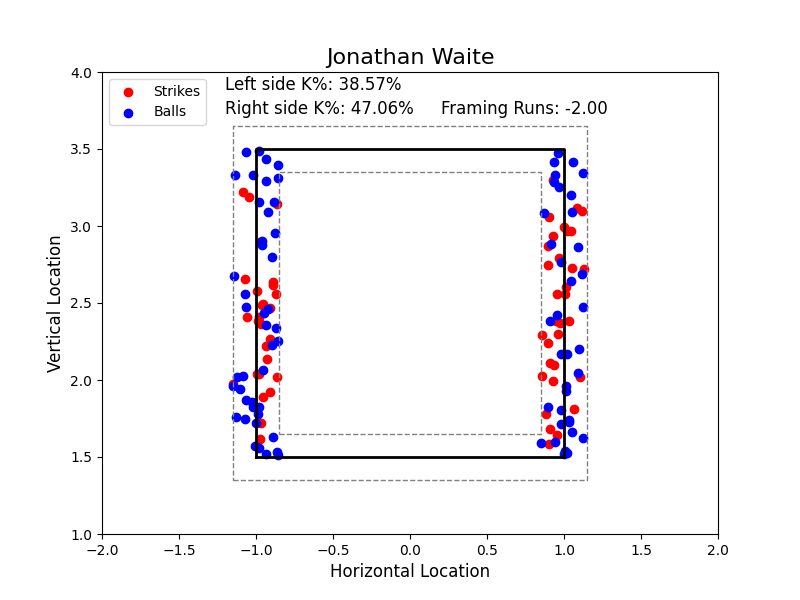 Jonathan Waite
Strikes
Balls
Left side K%: 38.57%
Right side K%: 47.06%
Framing Runs: -2.00
4.0
3.5
3.0
2.5
2.0
1.5
1.0
Vertical Location
−2.0 −1.5 −1.0 −0.5 0.0 0.5 1.0 1.5 2.0
Horizontal Location